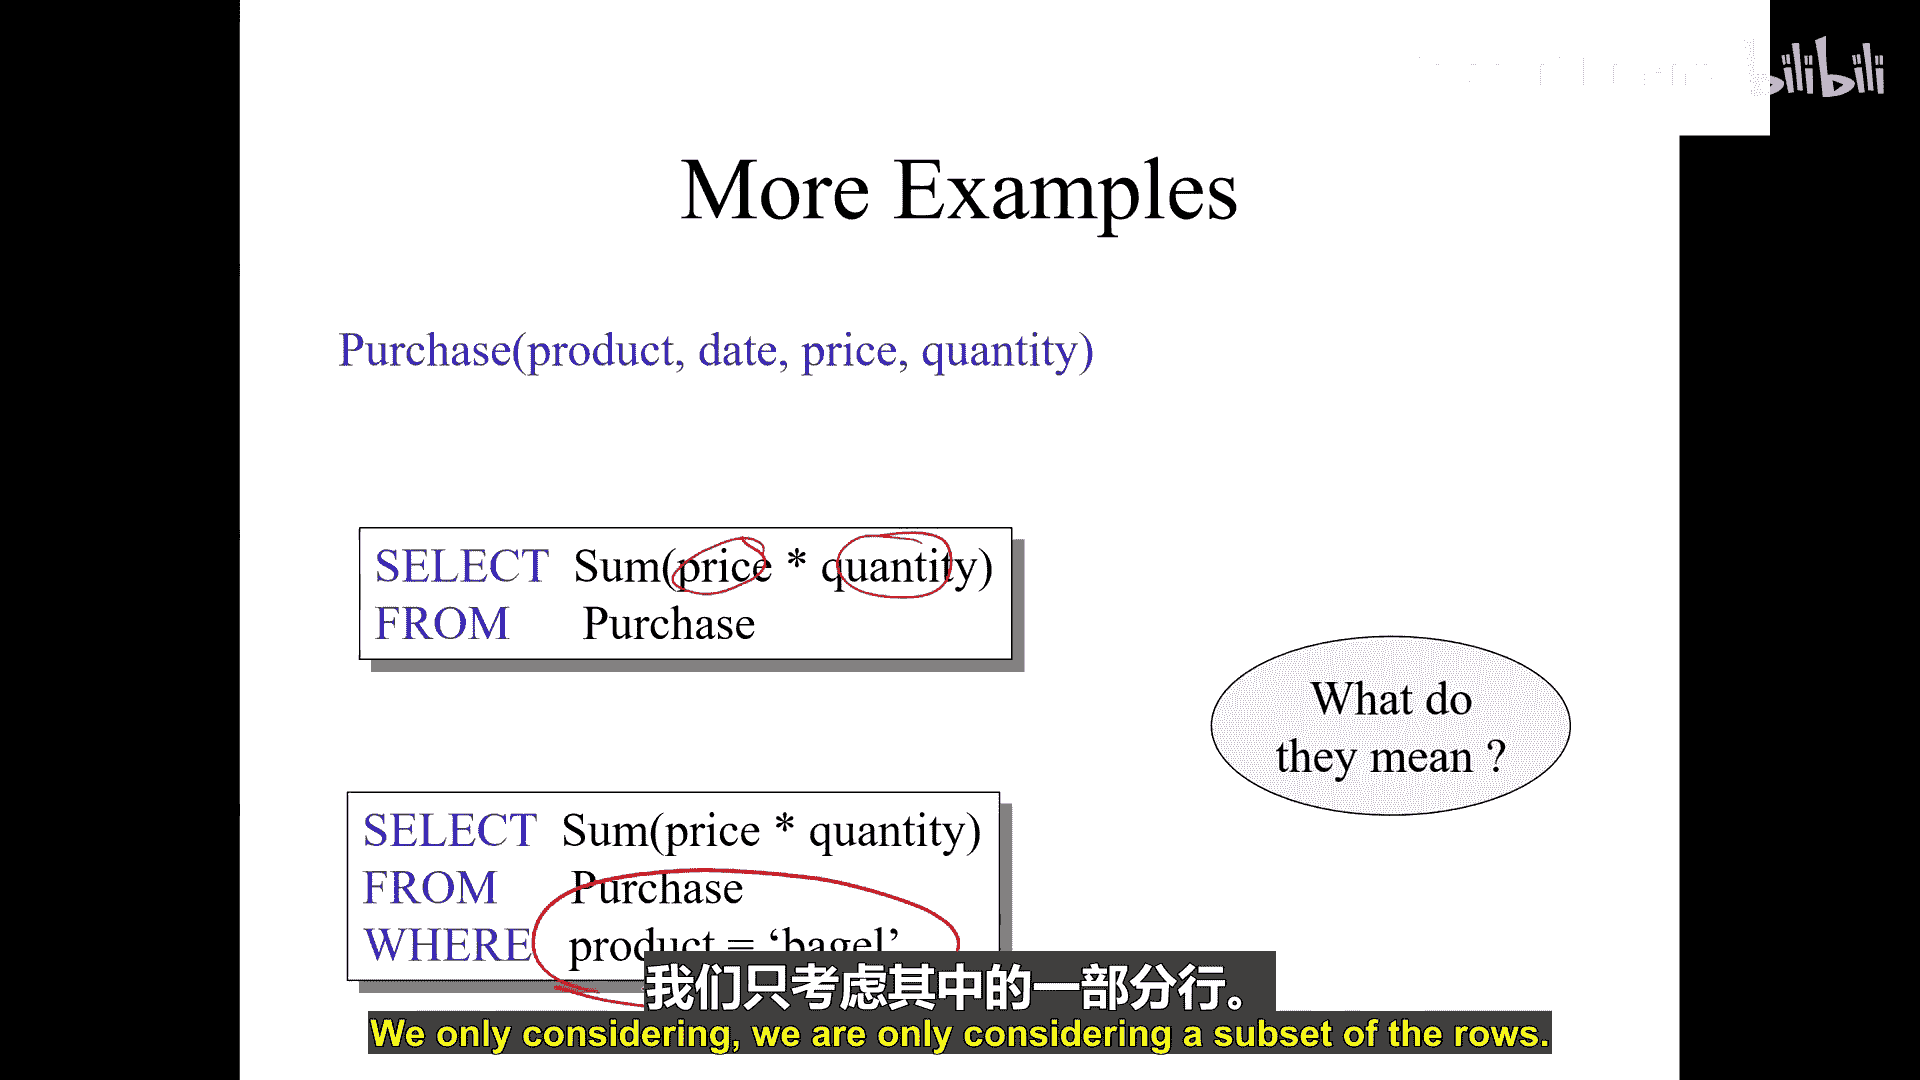 bilibili
More Examples
Purchase(product, date, price, quantity)
SELECT Sum(price * quantity)
FROM Purchase
What do
they mean ?
SELECT Sum(price * quantity)
FROM Purchase
WHERE product = ‘bagel’
我们只考虑其中的一部分行。
We only considering, we are only considering a subset of the rows.